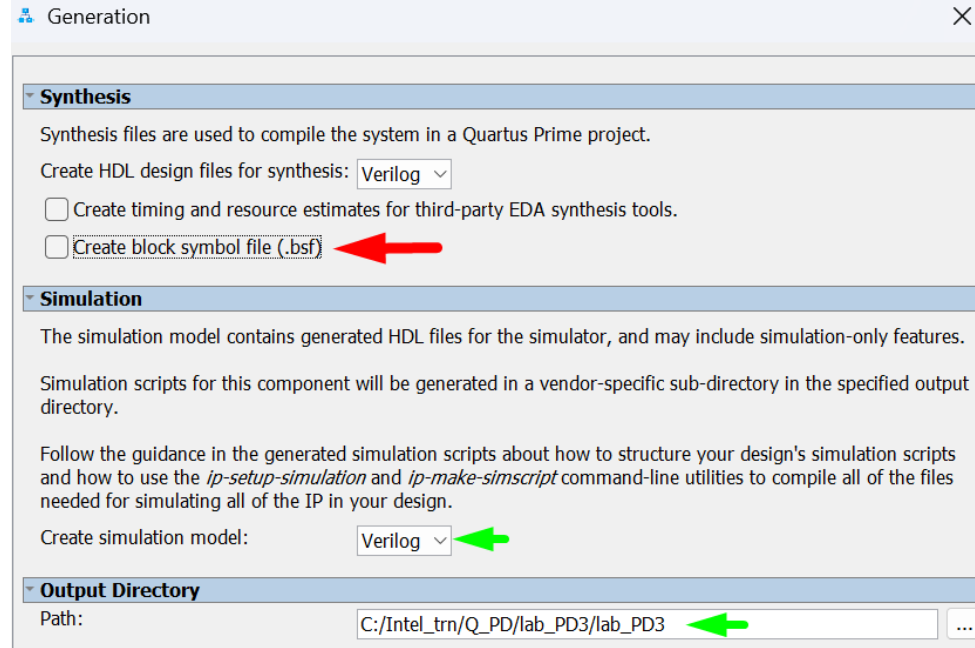 Generation
Synthesis
Synthesis files are used to compile the system in a Quartus Prime project.
Create HDL design files for synthesis: Verilog
Create timing and resource estimates for third-party EDA synthesis tools.
Create block symbol file (.bsf)
Simulation
The simulation model contains generated HDL files for the simulator, and may include simulation-only features.
Simulation scripts for this component will be generated in a vendor-specific sub-directory in the specified output
directory.
Follow the guidance in the generated simulation scripts about how to structure your design's simulation scripts
and how to use the ip-setup-simulation and ip-make-simscript command-line utilities to compile all of the files
needed for simulating all of the IP in your design.
Create simulation model: Verilog
Output Directory
Path: C:/Intel_trn/Q_PD/lab_PD3/lab_PD3 ...